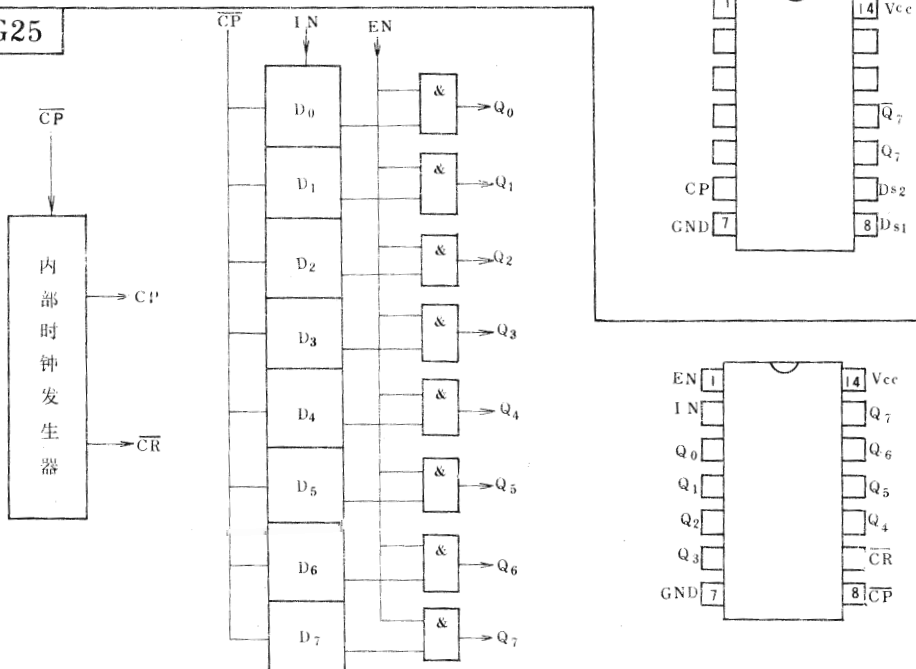 G25
CP
内
部
时
钟
发
生
器
CP
CR
CP
IN
EN
D0
&
Q0
D1
&
Q1
D2
&
Q2
D3
&
Q3
D4
&
Q4
D5
&
Q5
D6
&
Q6
D7
&
Q7
1
14 Vcc
Q7
Q7
CP
Ds2
GND 7
8 Ds1
EN 1
14 Vcc
IN
Q7
Q0
Q6
Q1
Q5
Q2
Q4
Q3
CR
GND 7
8 CP